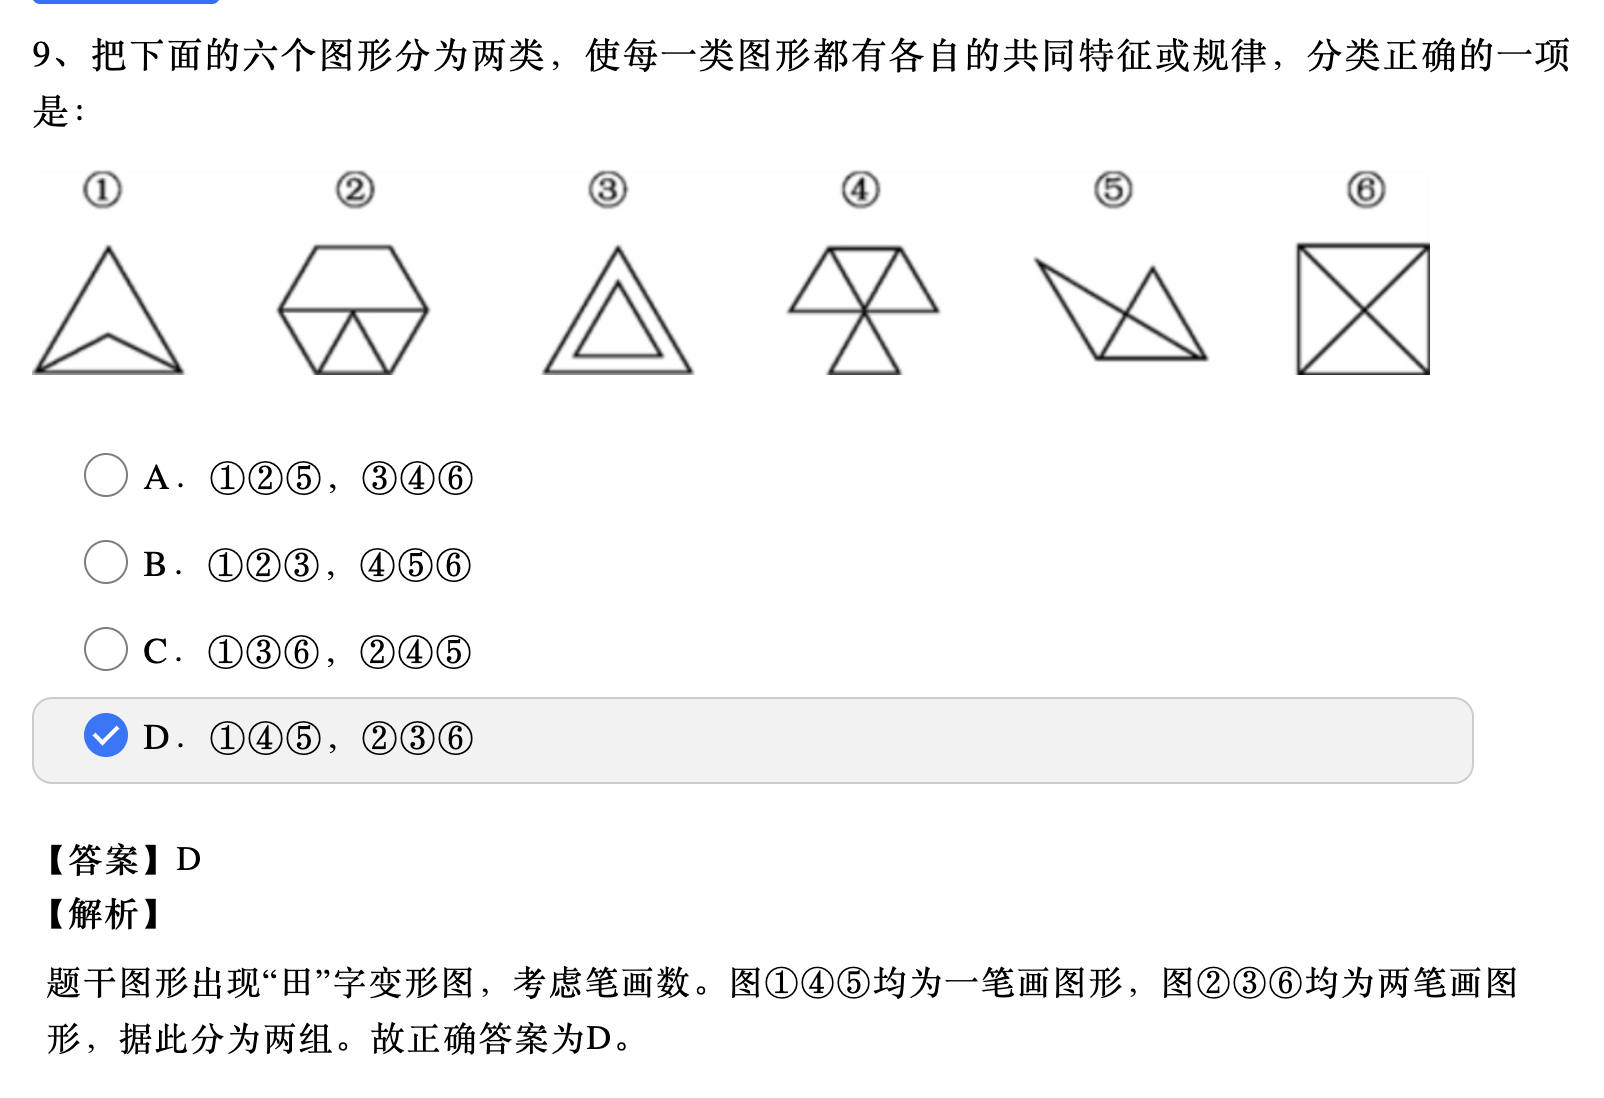 9、把下面的六个图形分为两类，使每一类图形都有各自的共同特征或规律，分类正确的一项
是：
① ② ③ ④ ⑤ ⑥
A. ①②⑤，③④⑥
B. ①②③，④⑤⑥
C. ①③⑥，②④⑤
D. ①④⑤，②③⑥
【答案】D
【解析】
题干图形出现“田”字变形图，考虑笔画数。图①④⑤均为一笔画图形，图②③⑥均为两笔画图
形，据此分为两组。故正确答案为D。